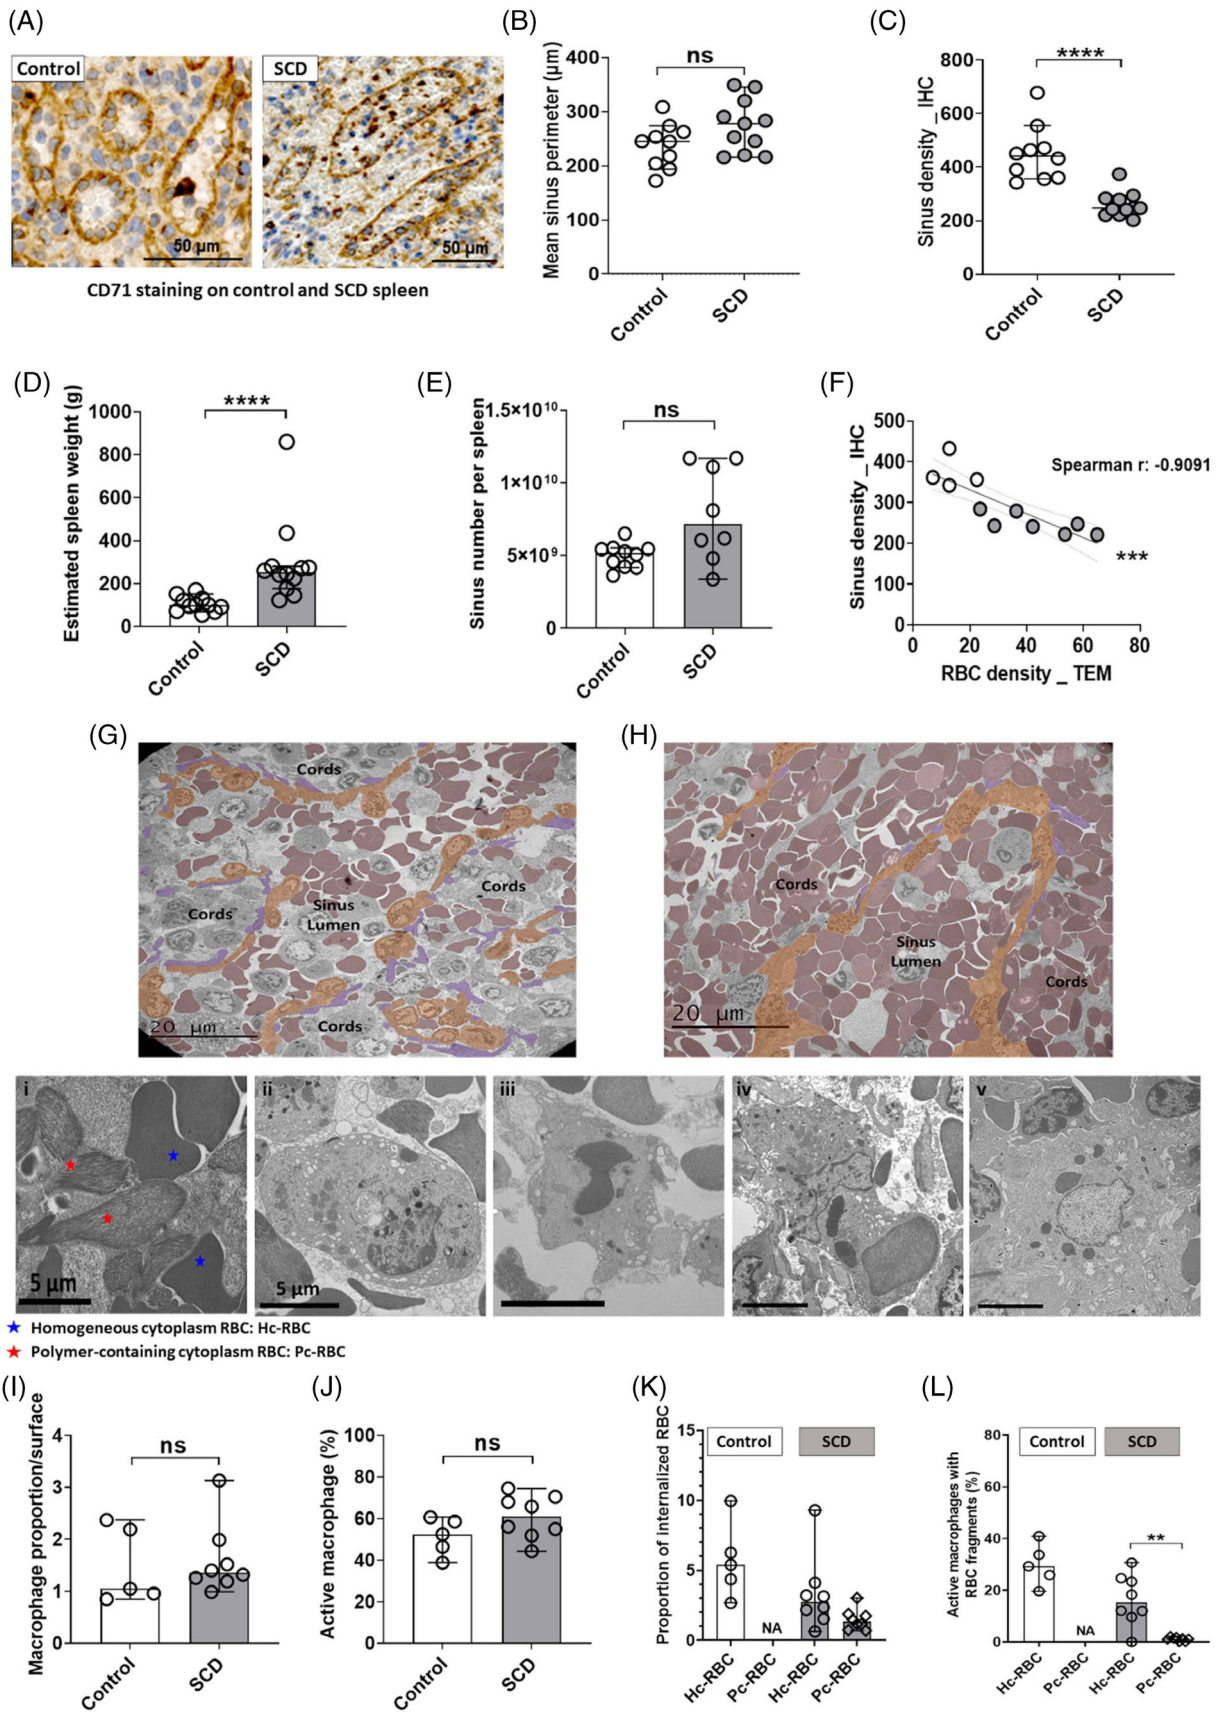 (A)
Control
SCD
50 µm
50 µm
CD71 staining on control and SCD spleen
(B)
Mean sinus perimeter (µm)
400
300
200
100
0
ns
Control
SCD
(C)
Sinus density _ IHC
800
600
400
200
0
****
Control
SCD
(D)
Estimated spleen weight (g)
1000
800
600
400
200
0
****
Control
SCD
(E)
Sinus number per spleen
1.5×10¹⁰
1×10¹⁰
5×10⁹
0
ns
Control
SCD
(F)
Sinus density _ IHC
500
400
300
200
100
0
Spearman r: -0.9091
***
0
20
40
60
80
RBC density _ TEM
(G)
Cords
Cords
Cords
Sinus
Lumen
Cords
20 µm
(H)
Cords
Sinus
Lumen
Cords
20 µm
i
5 µm
ii
5 µm
iii
iv
v
★ Homogeneous cytoplasm RBC: Hc-RBC
★ Polymer-containing cytoplasm RBC: Pc-RBC
(I)
Macrophage proportion/surface
4
3
2
1
0
ns
Control
SCD
(J)
Active macrophage (%)
100
80
60
40
20
0
ns
Control
SCD
(K)
Proportion of internalized RBC
15
10
5
0
Control
SCD
NA
Hc-RBC
Pc-RBC
Hc-RBC
Pc-RBC
(L)
Active macrophages with
RBC fragments (%)
80
60
40
20
0
Control
SCD
**
NA
Hc-RBC
Pc-RBC
Hc-RBC
Pc-RBC